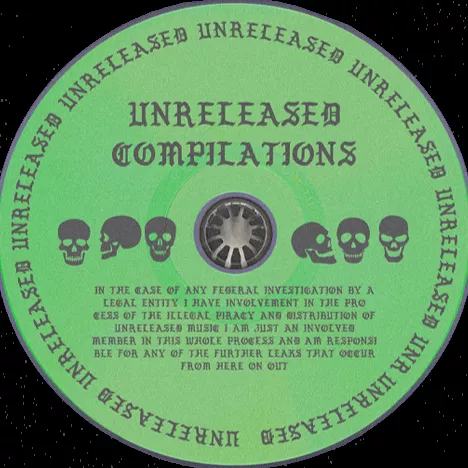 UNRELEASED UNRELEASED UNRELEASED UNRELEASED UNRELEASED UNR UNRELEASED UNRELEASED UNRELEASED UNRELEASED
UNRELEASED
COMPILATIONS
IN THE CASE OF ANY FEDERAL INVESTIGATION BY A
LEGAL ENTITY I HAVE INVOLVEMENT IN THE PRO
CESS OF THE ILLEGAL PIRACY AND DISTRIBUTION OF
UNRELEASED MUSIC I AM JUST AN INVOLVED
MEMBER IN THIS WHOLE PROCESS AND AM RESPONSI
BLE FOR ANY OF THE FURTHER LEAKS THAT OCCUR
FROM HERE ON OUT